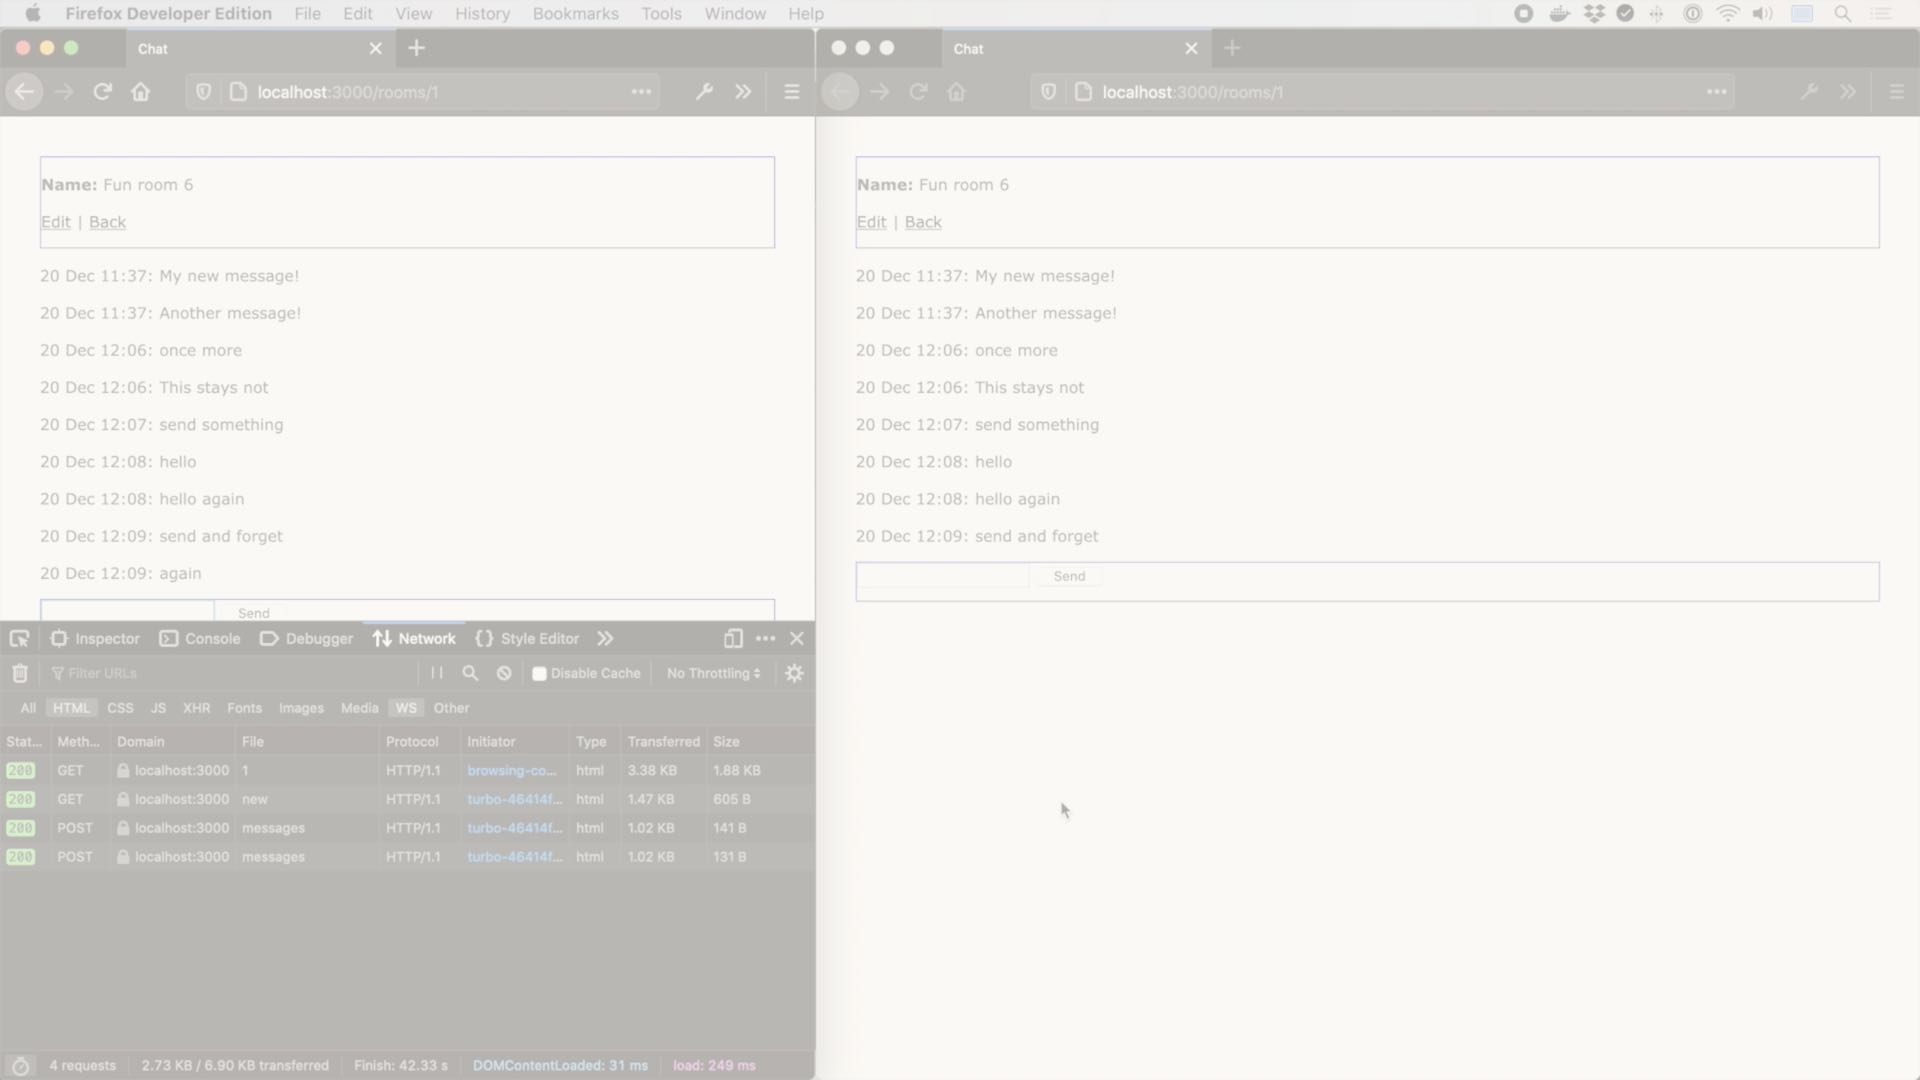 Firefox Developer Edition File Edit View History Bookmarks Tools Window Help
Chat
localhost:3000/rooms/1
Name: Fun room 6
Edit | Back
20 Dec 11:37: My new message!
20 Dec 11:37: Another message!
20 Dec 12:06: once more
20 Dec 12:06: This stays not
20 Dec 12:07: send something
20 Dec 12:08: hello
20 Dec 12:08: hello again
20 Dec 12:09: send and forget
20 Dec 12:09: again
Send
Inspector Console Debugger Network Style Editor
Filter URLs Disable Cache No Throttling
All HTML CSS JS XHR Fonts Images Media WS Other
Stat... Meth... Domain File Protocol Initiator Type Transferred Size
200 GET localhost:3000 1 HTTP/1.1 browsing-co... html 3.38 KB 1.88 KB
200 GET localhost:3000 new HTTP/1.1 turbo-46414f... html 1.47 KB 605 B
200 POST localhost:3000 messages HTTP/1.1 turbo-46414f... html 1.02 KB 141 B
200 POST localhost:3000 messages HTTP/1.1 turbo-46414f... html 1.02 KB 131 B
4 requests 2.73 KB / 6.90 KB transferred Finish: 42.33 s DOMContentLoaded: 31 ms load: 249 ms
Chat
localhost:3000/rooms/1
Name: Fun room 6
Edit | Back
20 Dec 11:37: My new message!
20 Dec 11:37: Another message!
20 Dec 12:06: once more
20 Dec 12:06: This stays not
20 Dec 12:07: send something
20 Dec 12:08: hello
20 Dec 12:08: hello again
20 Dec 12:09: send and forget
Send